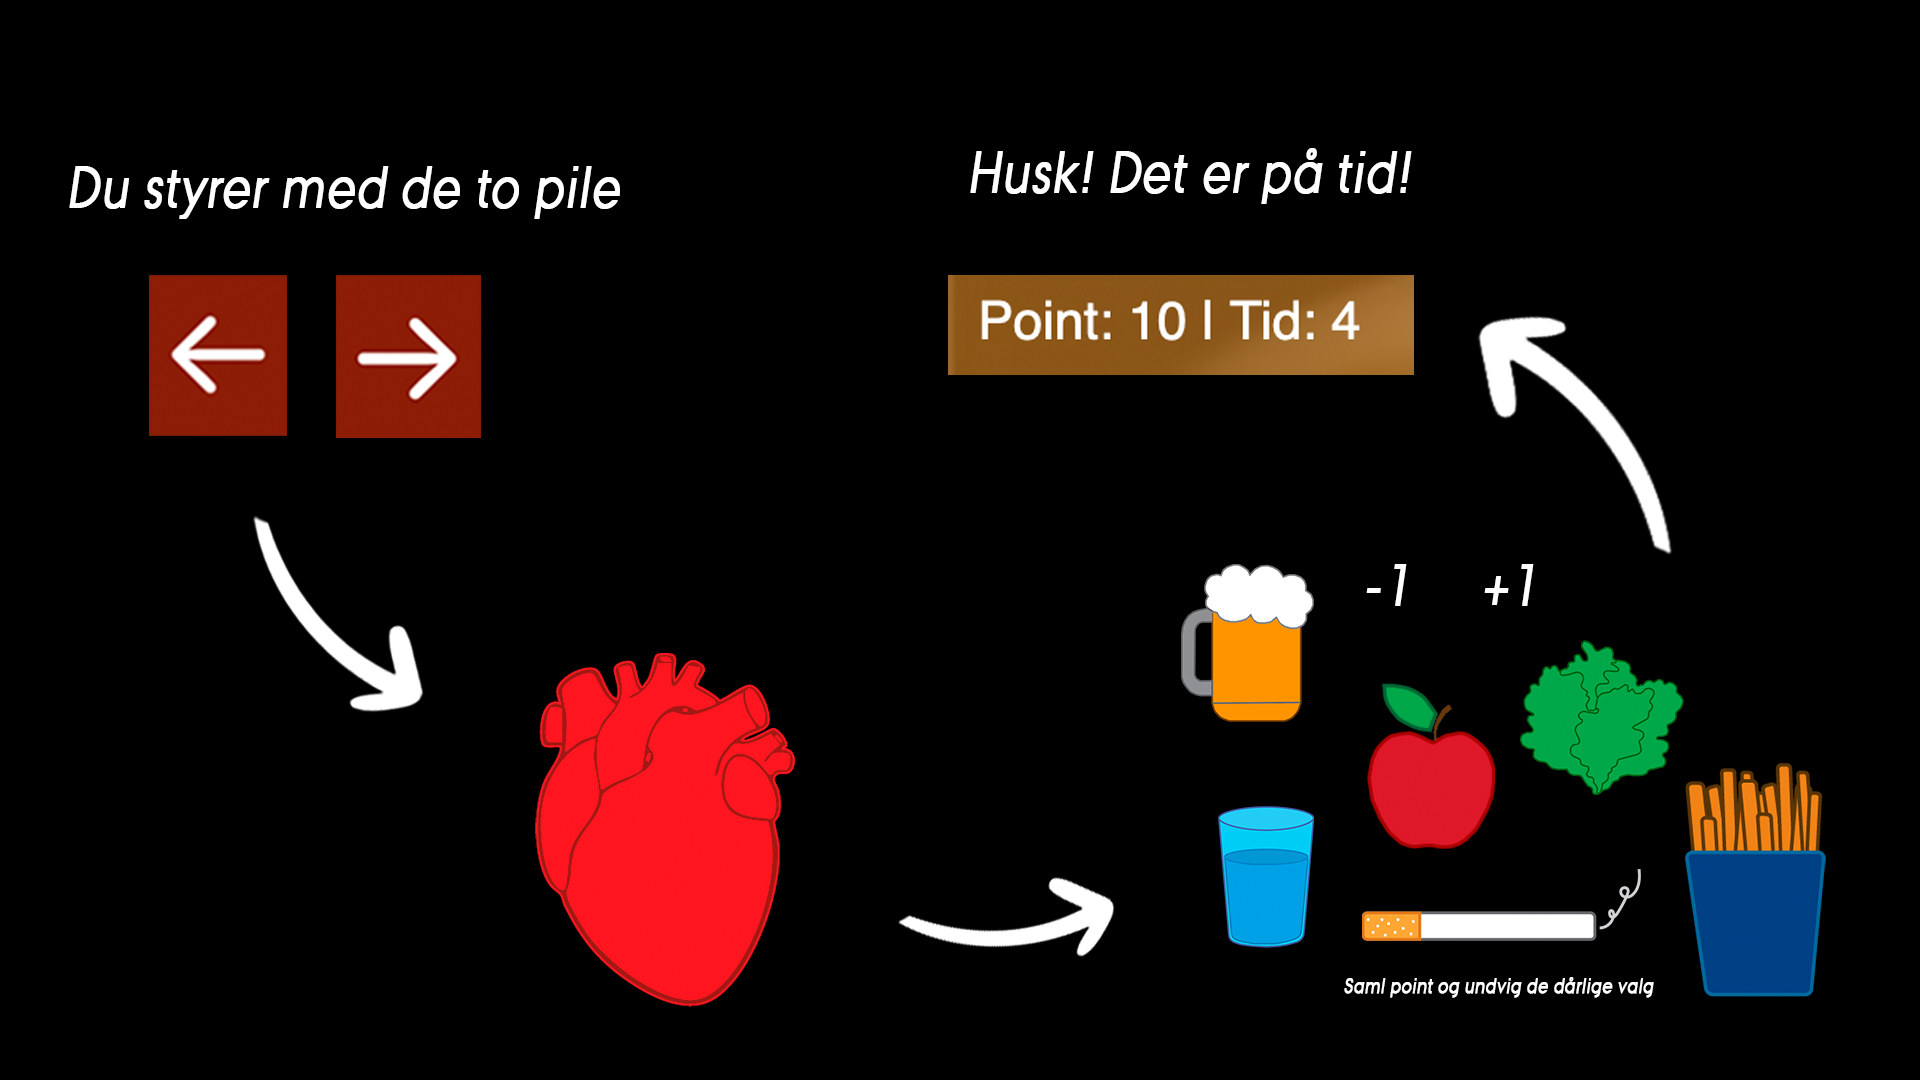 Du styrer med de to pile
Husk! Det er på tid!
Point: 10 | Tid: 4
-1 +1
Saml point og undvig de dårlige valg